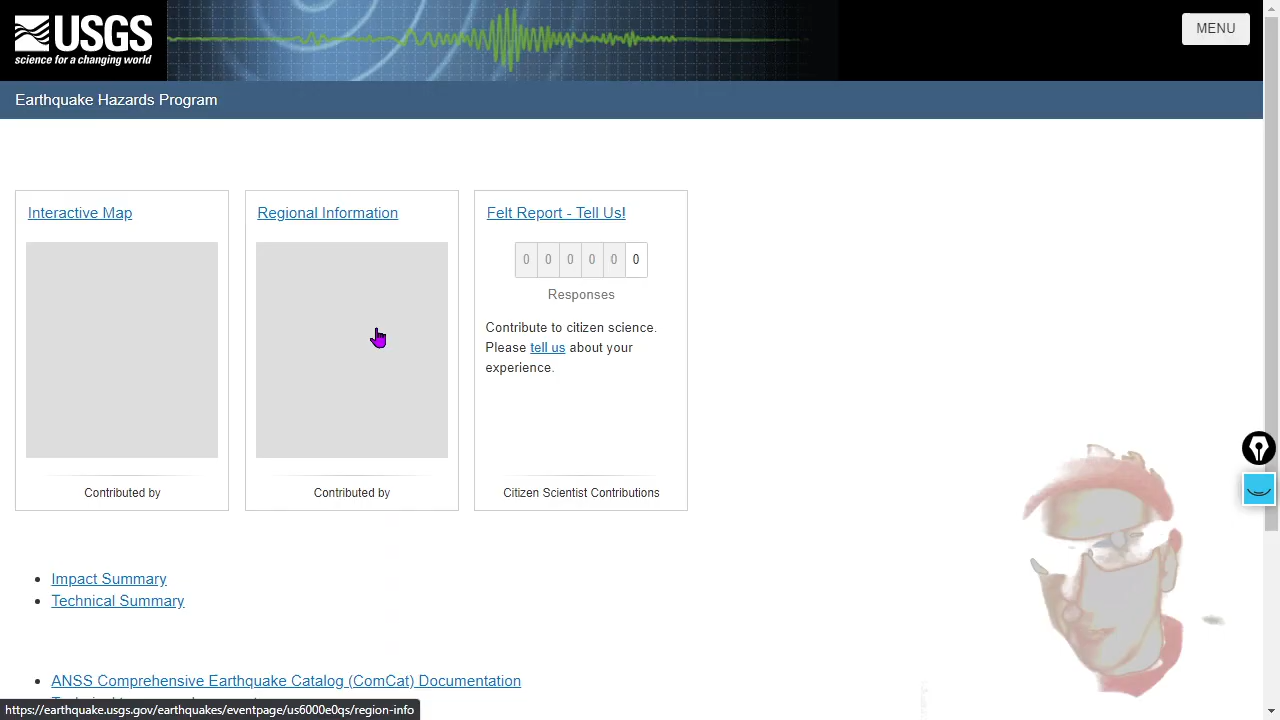 USGS
science for a changing world
MENU
Earthquake Hazards Program
Interactive Map
Regional Information
Felt Report - Tell Us!
0 0 0 0 0 0
Responses
Contribute to citizen science.
Please tell us about your
experience.
Contributed by
Contributed by
Citizen Scientist Contributions
Impact Summary
Technical Summary
ANSS Comprehensive Earthquake Catalog (ComCat) Documentation
https://earthquake.usgs.gov/earthquakes/eventpage/us6000e0qs/region-info